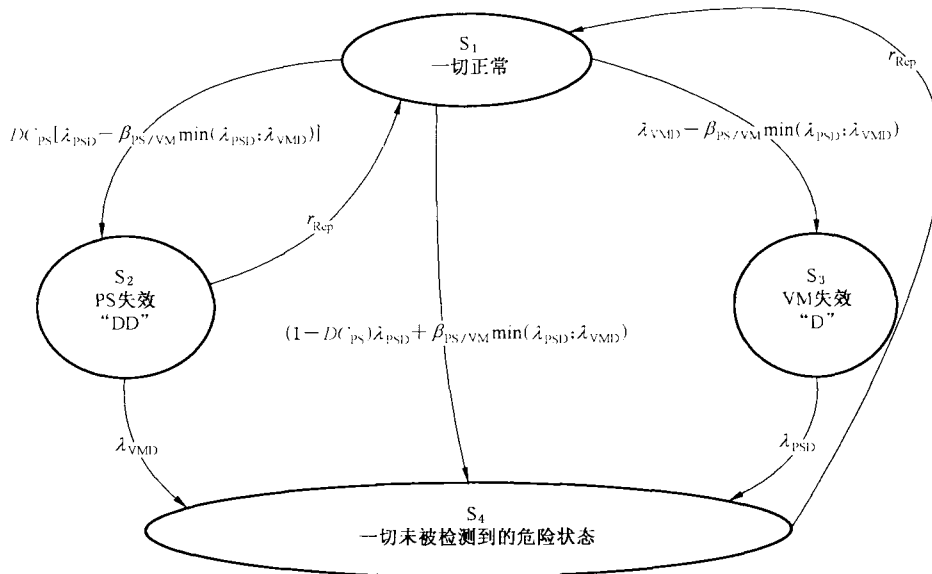 S₁
一切正常
r_Rep
DC_PS[λ_PSD − β_PS/VM min(λ_PSD;λ_VMD)]
λ_VMD − β_PS/VM min(λ_PSD;λ_VMD)
r_Rep
S₂
PS失效
“DD”
S₃
VM失效
“D”
(1−DC_PS)λ_PSD + β_PS/VM min(λ_PSD;λ_VMD)
λ_VMD
λ_PSD
S₄
一切未被检测到的危险状态